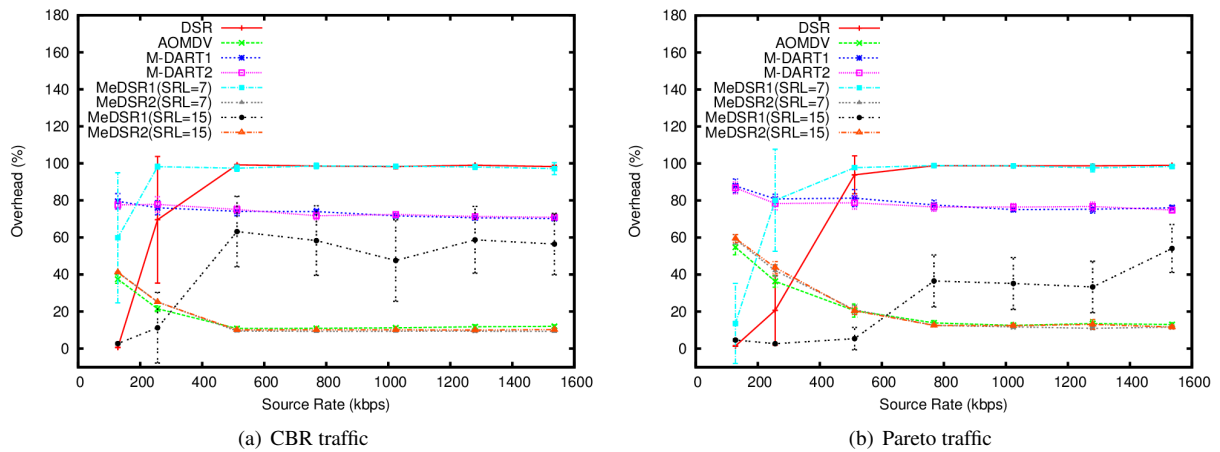 180
160
140
120
100
80
60
40
20
0
Overhead (%)
DSR
AOMDV
M-DART1
M-DART2
MeDSR1(SRL=7)
MeDSR2(SRL=7)
MeDSR1(SRL=15)
MeDSR2(SRL=15)
0 200 400 600 800 1000 1200 1400 1600
Source Rate (kbps)
(a) CBR traffic
180
160
140
120
100
80
60
40
20
0
Overhead (%)
DSR
AOMDV
M-DART1
M-DART2
MeDSR1(SRL=7)
MeDSR2(SRL=7)
MeDSR1(SRL=15)
MeDSR2(SRL=15)
0 200 400 600 800 1000 1200 1400 1600
Source Rate (kbps)
(b) Pareto traffic